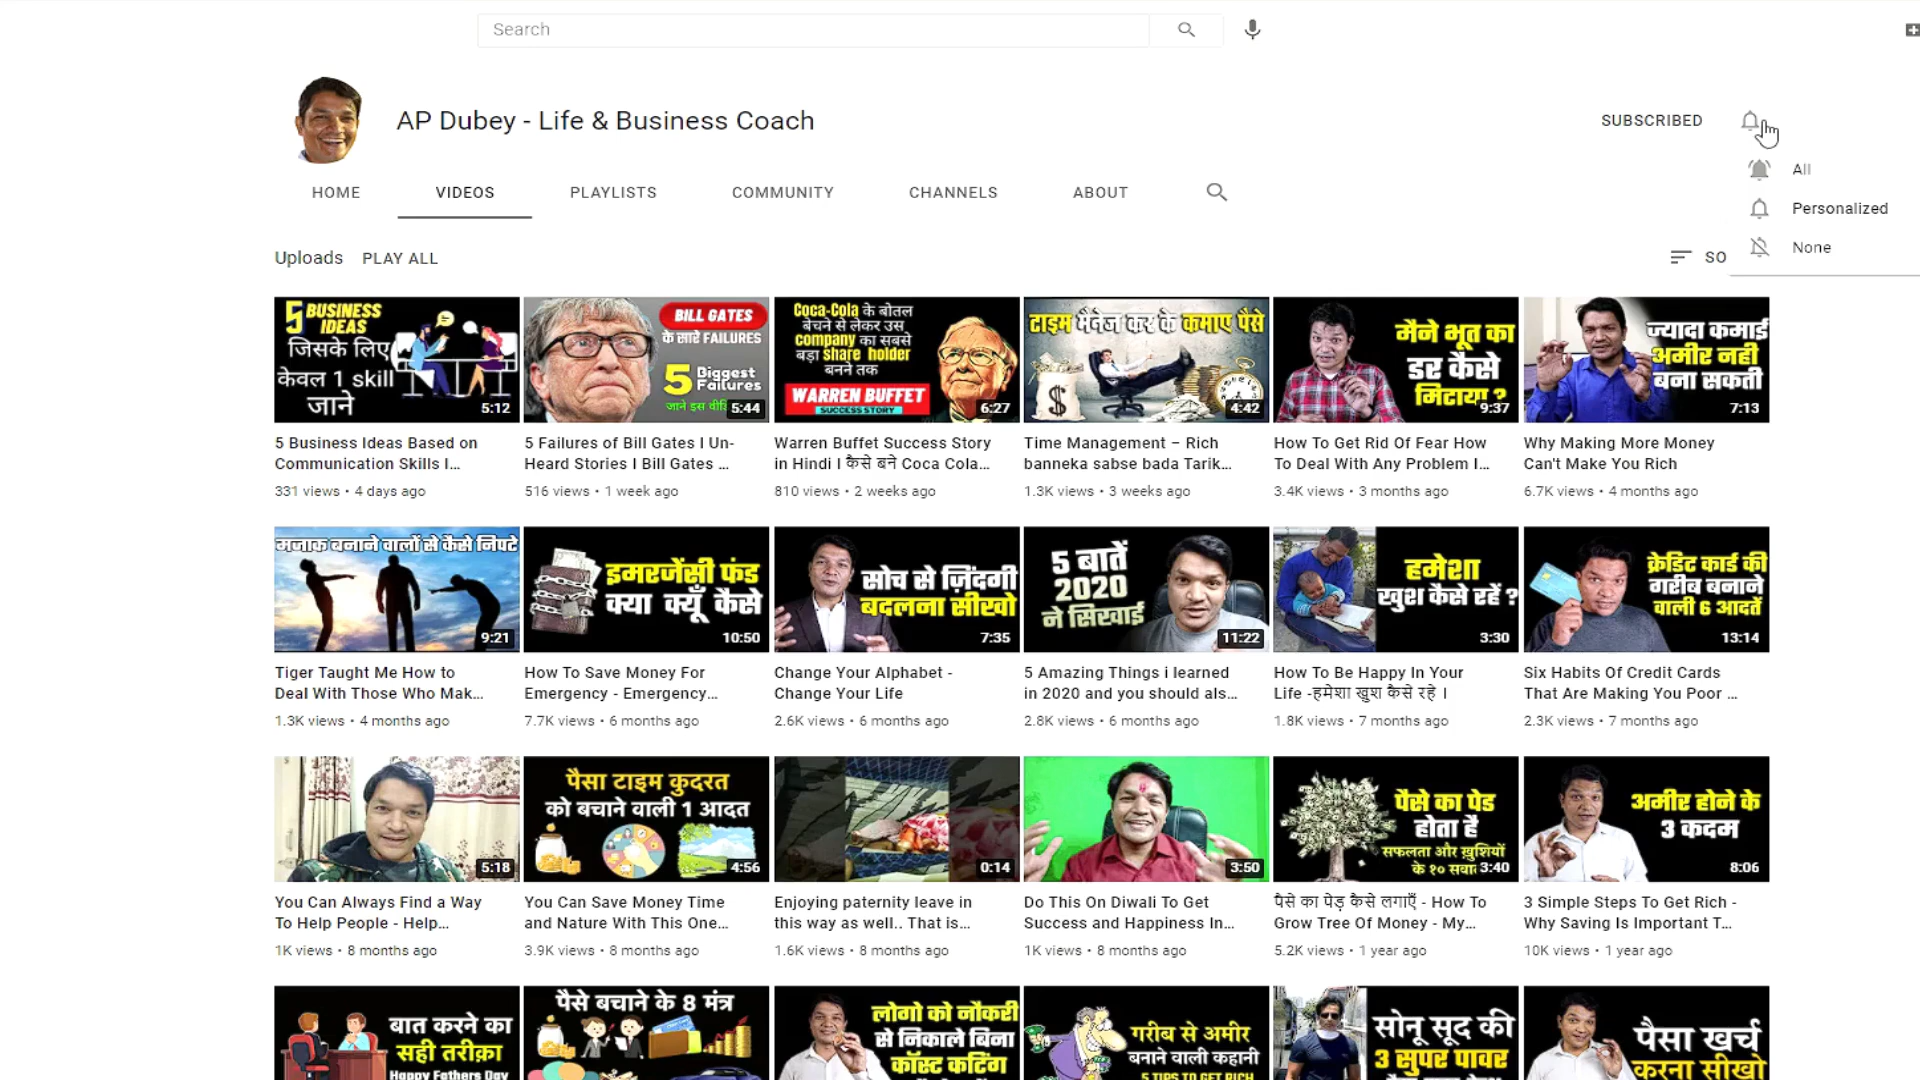 Search
AP Dubey - Life & Business Coach
SUBSCRIBED
All
Personalized
None
HOME
VIDEOS
PLAYLISTS
COMMUNITY
CHANNELS
ABOUT
Uploads
PLAY ALL
SO
5 BUSINESS
IDEAS
जिसके लिए
केवल 1 skill
जाने
5:12
BILL GATES
के सारे FAILURES
5 Biggest
Failures
जाने इस
5:44
Coca-Cola के बोतल
बेचने से लेकर उस
company का सबसे
बड़ा share holder
बनने तक
WARREN BUFFET
SUCCESS STORY
6:27
टाइम मैनेज कर के कमाए पैसे
4:42
मैने भूत का
डर कैसे
मिटाया ?
9:37
ज्यादा कमाई
अमीर नही
बना सकती
7:13
5 Business Ideas Based on
Communication Skills I...
331 views • 4 days ago
5 Failures of Bill Gates I Un-
Heard Stories I Bill Gates ...
516 views • 1 week ago
Warren Buffet Success Story
in Hindi I कैसे बने Coca Cola...
810 views • 2 weeks ago
Time Management – Rich
banneka sabse bada Tarik...
1.3K views • 3 weeks ago
How To Get Rid Of Fear How
To Deal With Any Problem I...
3.4K views • 3 months ago
Why Making More Money
Can't Make You Rich
6.7K views • 4 months ago
मजाक बनाने वालों से कैसे निपटे
9:21
इमरजेंसी फंड
क्या क्यूँ कैसे
10:50
सोच से ज़िंदगी
बदलना सीखो
7:35
5 बातें
2020
ने सिखाई
11:22
हमेशा
खुश कैसे रहें ?
3:30
क्रेडिट कार्ड की
ग़रीब बनाने
वाली 6 आदतें
13:14
Tiger Taught Me How to
Deal With Those Who Mak...
1.3K views • 4 months ago
How To Save Money For
Emergency - Emergency...
7.7K views • 6 months ago
Change Your Alphabet -
Change Your Life
2.6K views • 6 months ago
5 Amazing Things i learned
in 2020 and you should als...
2.8K views • 6 months ago
How To Be Happy In Your
Life -हमेशा खुश कैसे रहे ।
1.8K views • 7 months ago
Six Habits Of Credit Cards
That Are Making You Poor ...
2.3K views • 7 months ago
5:18
पैसा टाइम कुदरत
को बचाने वाली 1 आदत
4:56
0:14
3:50
पैसे का पेड
होता है
सफलता और ख़ुशियों
के १० सवा
3:40
अमीर होने के
3 कदम
8:06
You Can Always Find a Way
To Help People - Help...
1K views • 8 months ago
You Can Save Money Time
and Nature With This One...
3.9K views • 8 months ago
Enjoying paternity leave in
this way as well.. That is...
1.6K views • 8 months ago
Do This On Diwali To Get
Success and Happiness In...
1K views • 8 months ago
पैसे का पेड़ कैसे लगाएँ - How To
Grow Tree Of Money - My...
5.2K views • 1 year ago
3 Simple Steps To Get Rich -
Why Saving Is Important T...
10K views • 1 year ago
बात करने का
सही तरीक़ा
Happy Fathers Day
पैसे बचाने के 8 मंत्र
लोगो को नौकरी
से निकाले बिना
कॉस्ट कटिंग
गरीब से अमीर
बनाने वाली कहानी
5 TIPS TO GET RICH
सोनू सूद की
3 सुपर पावर
पैसा खर्च
करना सीखो